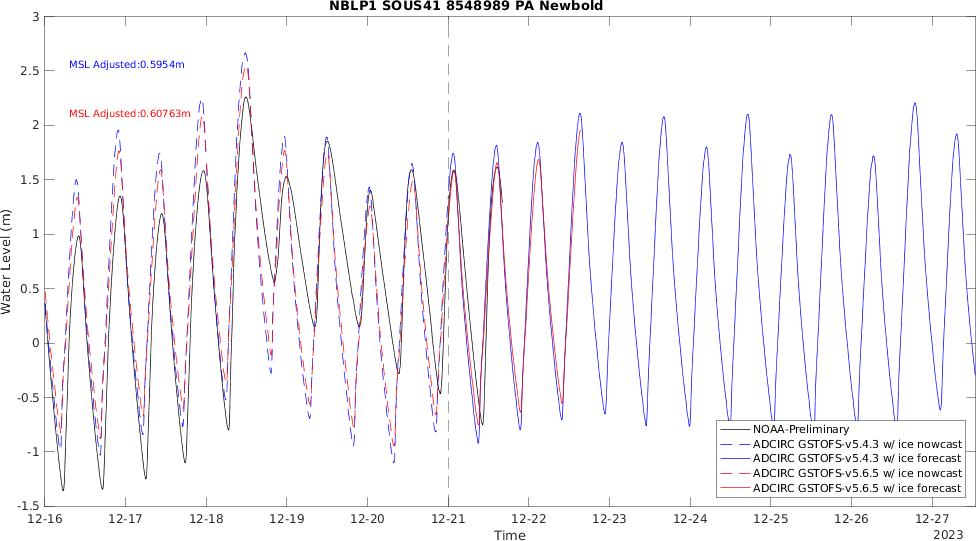 NBLP1 SOUS41 8548989 PA Newbold
3
2.5
2
1.5
1
0.5
0
-0.5
-1
-1.5
Water Level (m)
MSL Adjusted:0.5954m
MSL Adjusted:0.60763m
NOAA-Preliminary
ADCIRC GSTOFS-v5.4.3 w/ ice nowcast
ADCIRC GSTOFS-v5.4.3 w/ ice forecast
ADCIRC GSTOFS-v5.6.5 w/ ice nowcast
ADCIRC GSTOFS-v5.6.5 w/ ice forecast
12-16 12-17 12-18 12-19 12-20 12-21 12-22 12-23 12-24 12-25 12-26 12-27
Time
2023